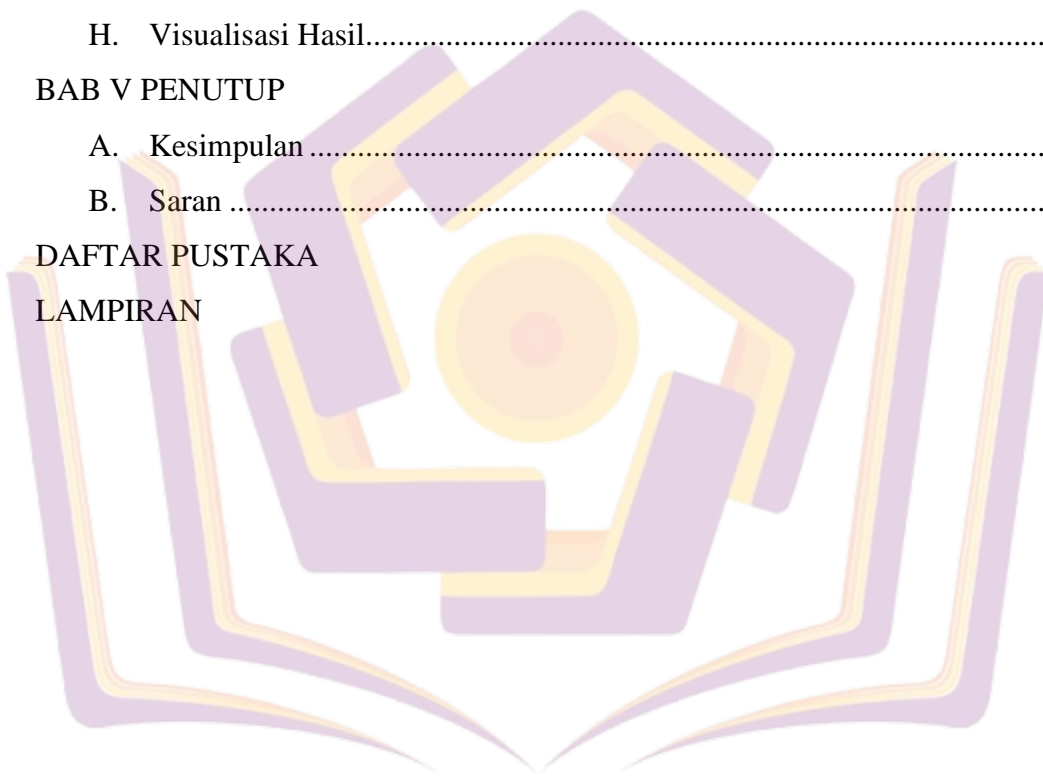 H. Visualisasi Hasil........................................................................................
BAB V PENUTUP
A. Kesimpulan ...............................................................................................
B. Saran .........................................................................................................
DAFTAR PUSTAKA
LAMPIRAN